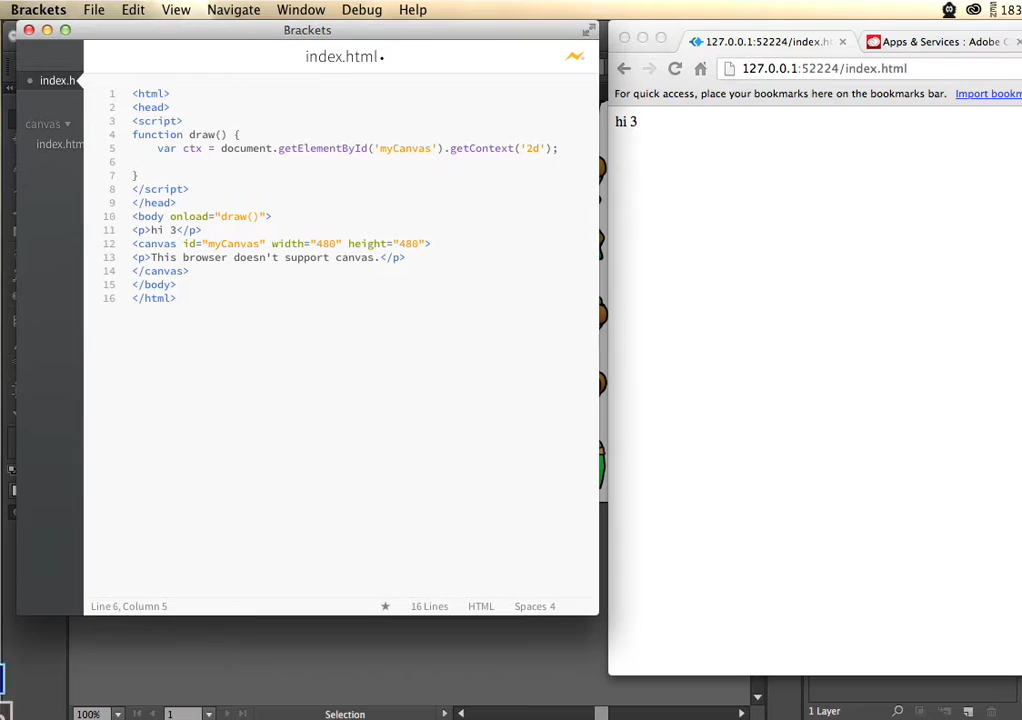 Brackets File Edit View Navigate Window Debug Help 183
Brackets
index.html •
index.h
canvas
index.htm
1 <html>
2 <head>
3 <script>
4 function draw() {
5 var ctx = document.getElementById('myCanvas').getContext('2d');
6
7 }
8 </script>
9 </head>
10 <body onload="draw()">
11 <p>hi 3</p>
12 <canvas id="myCanvas" width="480" height="480">
13 <p>This browser doesn't support canvas.</p>
14 </canvas>
15 </body>
16 </html>
Line 6, Column 5 16 Lines HTML Spaces 4
127.0.0.1:52224/index.ht Apps & Services : Adobe C
127.0.0.1:52224/index.html
For quick access, place your bookmarks here on the bookmarks bar. Import bookm
hi 3
100% 1 Selection
1 Layer